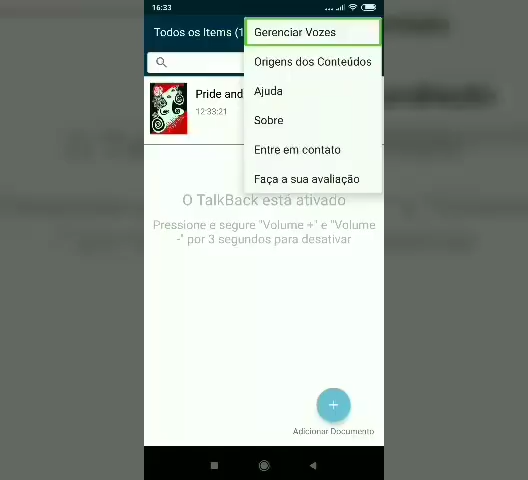 16:33
Todos os Itens (1
Gerenciar Vozes
Origens dos Conteúdos
Ajuda
Sobre
Entre em contato
Faça a sua avaliação
Pride and
12:33:21
O TalkBack está ativado
Pressione e segure "Volume +" e "Volume
-" por 3 segundos para desativar
Adicionar Documento